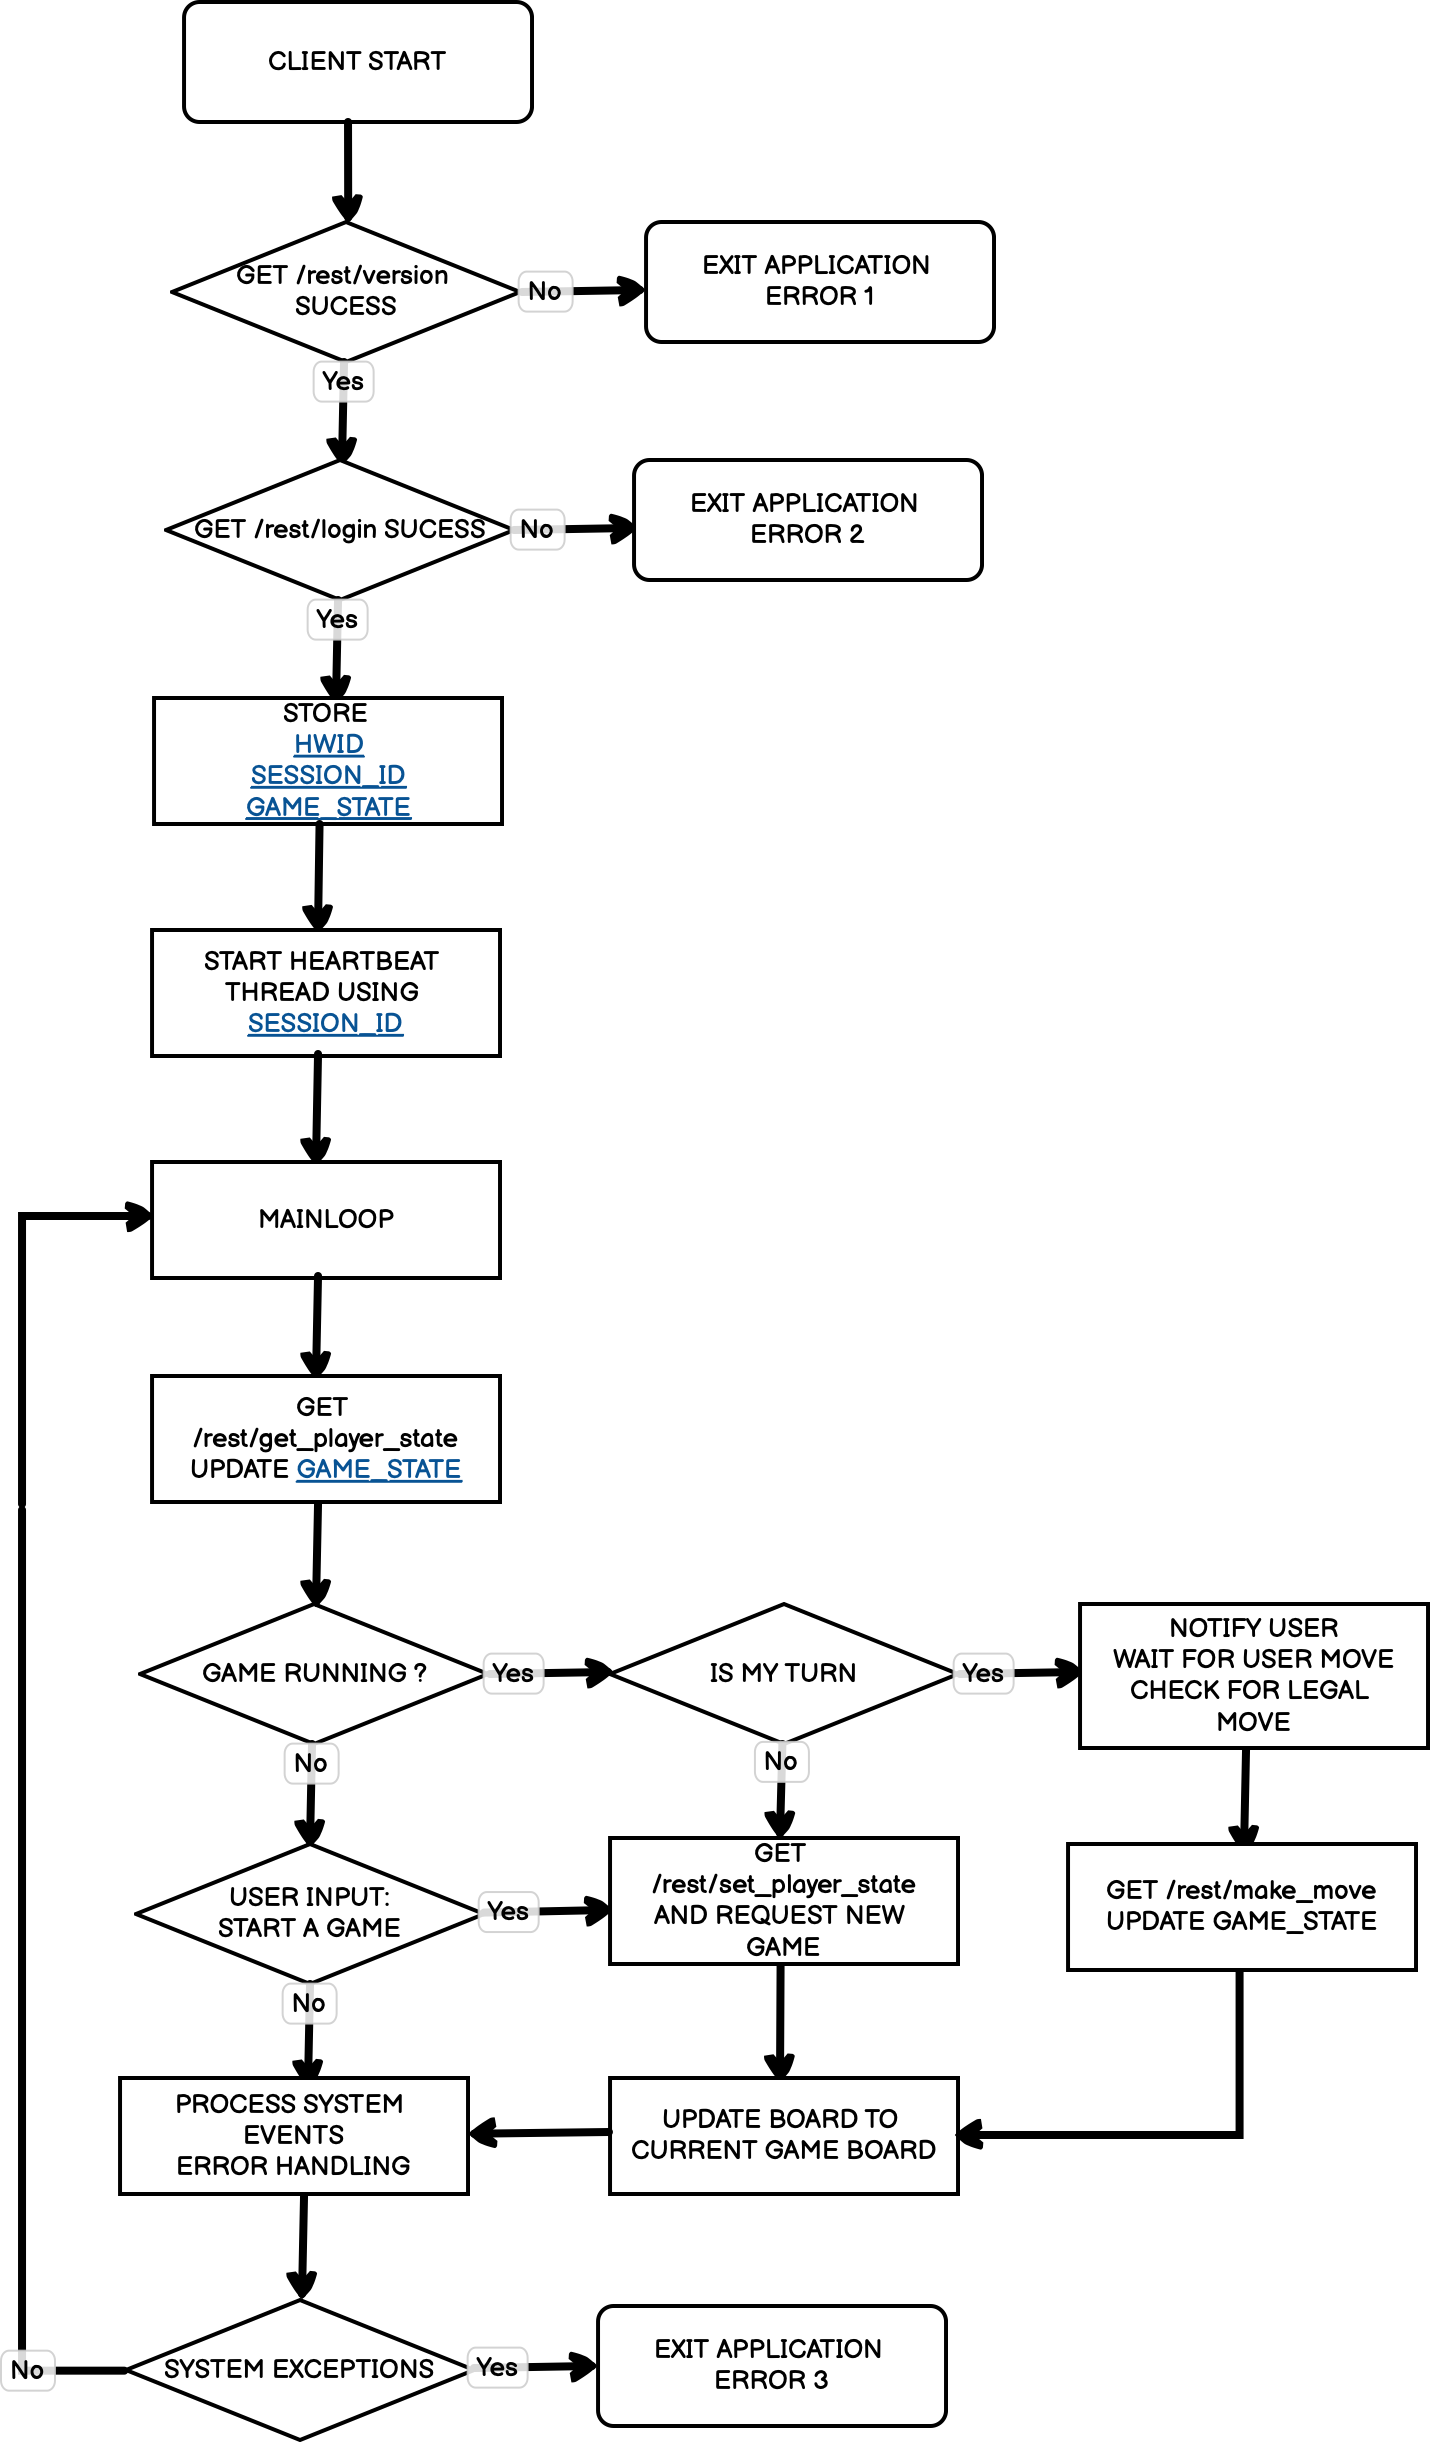 CLIENT START
GET /rest/version
SUCESS
No
EXIT APPLICATION
ERROR 1
Yes
GET /rest/login SUCESS
No
EXIT APPLICATION
ERROR 2
Yes
STORE
HWID
SESSION_ID
GAME_STATE
START HEARTBEAT
THREAD USING
SESSION_ID
MAINLOOP
GET
/rest/get_player_state
UPDATE GAME_STATE
GAME RUNNING ?
Yes
IS MY TURN
Yes
NOTIFY USER
WAIT FOR USER MOVE
CHECK FOR LEGAL
MOVE
No
No
USER INPUT:
START A GAME
Yes
GET
/rest/set_player_state
AND REQUEST NEW
GAME
GET /rest/make_move
UPDATE GAME_STATE
No
PROCESS SYSTEM
EVENTS
ERROR HANDLING
UPDATE BOARD TO
CURRENT GAME BOARD
No
SYSTEM EXCEPTIONS
Yes
EXIT APPLICATION
ERROR 3